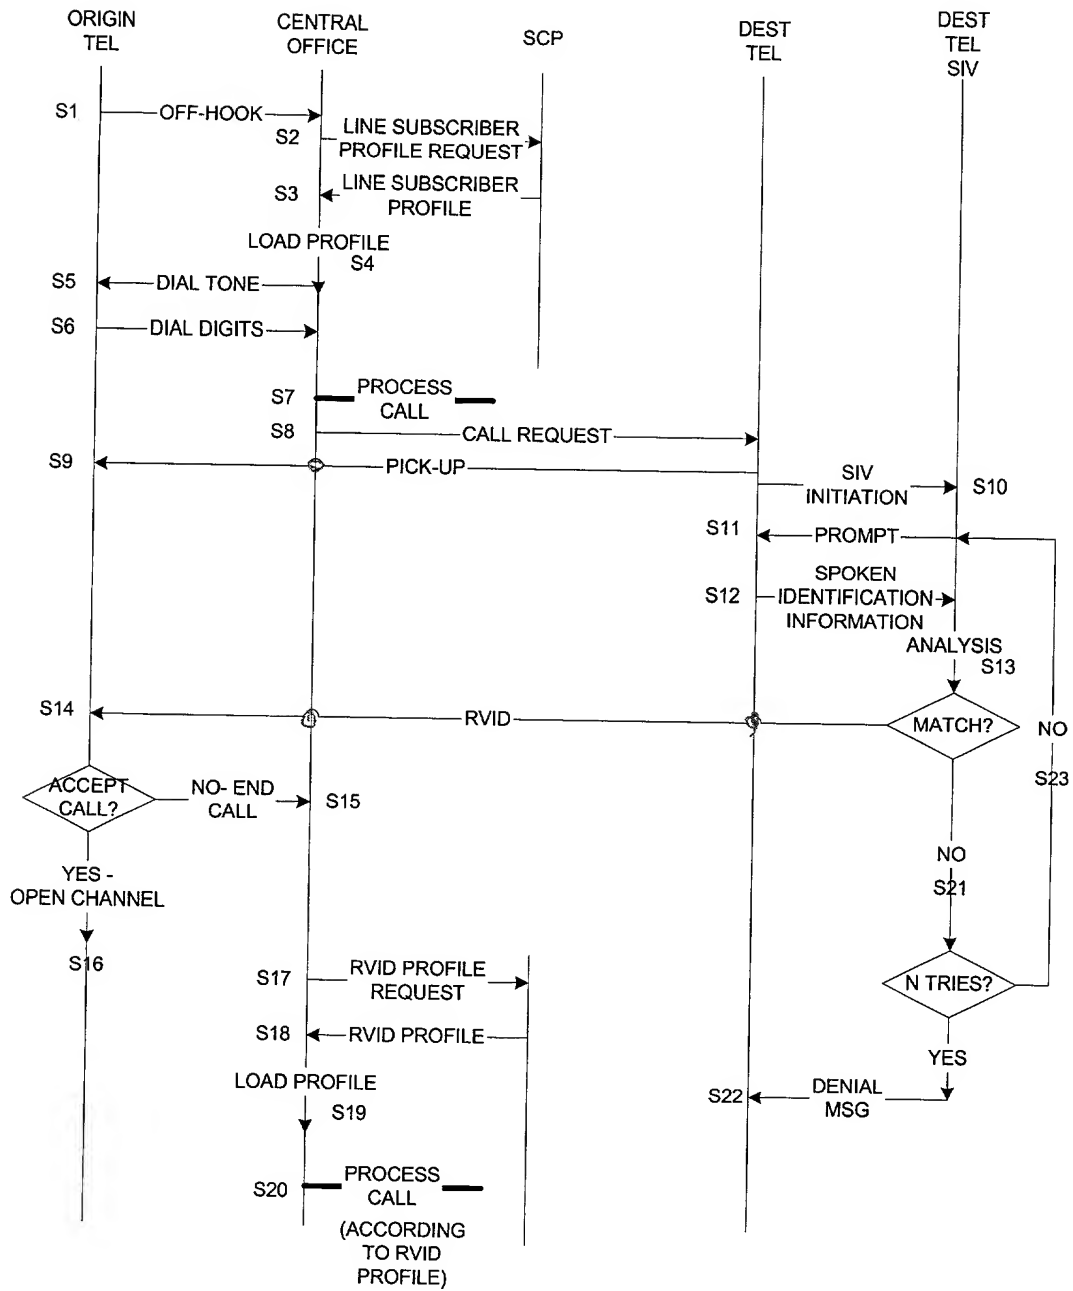 ORIGIN
TEL
CENTRAL
OFFICE
SCP
DEST
TEL
DEST
TEL
SIV
S1
OFF-HOOK
S2
LINE SUBSCRIBER
PROFILE REQUEST
S3
LINE SUBSCRIBER
PROFILE
LOAD PROFILE
S4
S5
DIAL TONE
S6
DIAL DIGITS
S7
PROCESS
CALL
S8
CALL REQUEST
S9
PICK-UP
SIV
INITIATION
S10
S11
PROMPT
S12
SPOKEN
IDENTIFICATION
INFORMATION
ANALYSIS
S13
S14
RVID
MATCH?
NO
S23
ACCEPT
CALL?
NO- END
CALL
S15
YES -
OPEN CHANNEL
S16
NO
S21
S17
RVID PROFILE
REQUEST
N TRIES?
S18
RVID PROFILE
YES
LOAD PROFILE
S19
S22
DENIAL
MSG
S20
PROCESS
CALL
(ACCORDING
TO RVID
PROFILE)